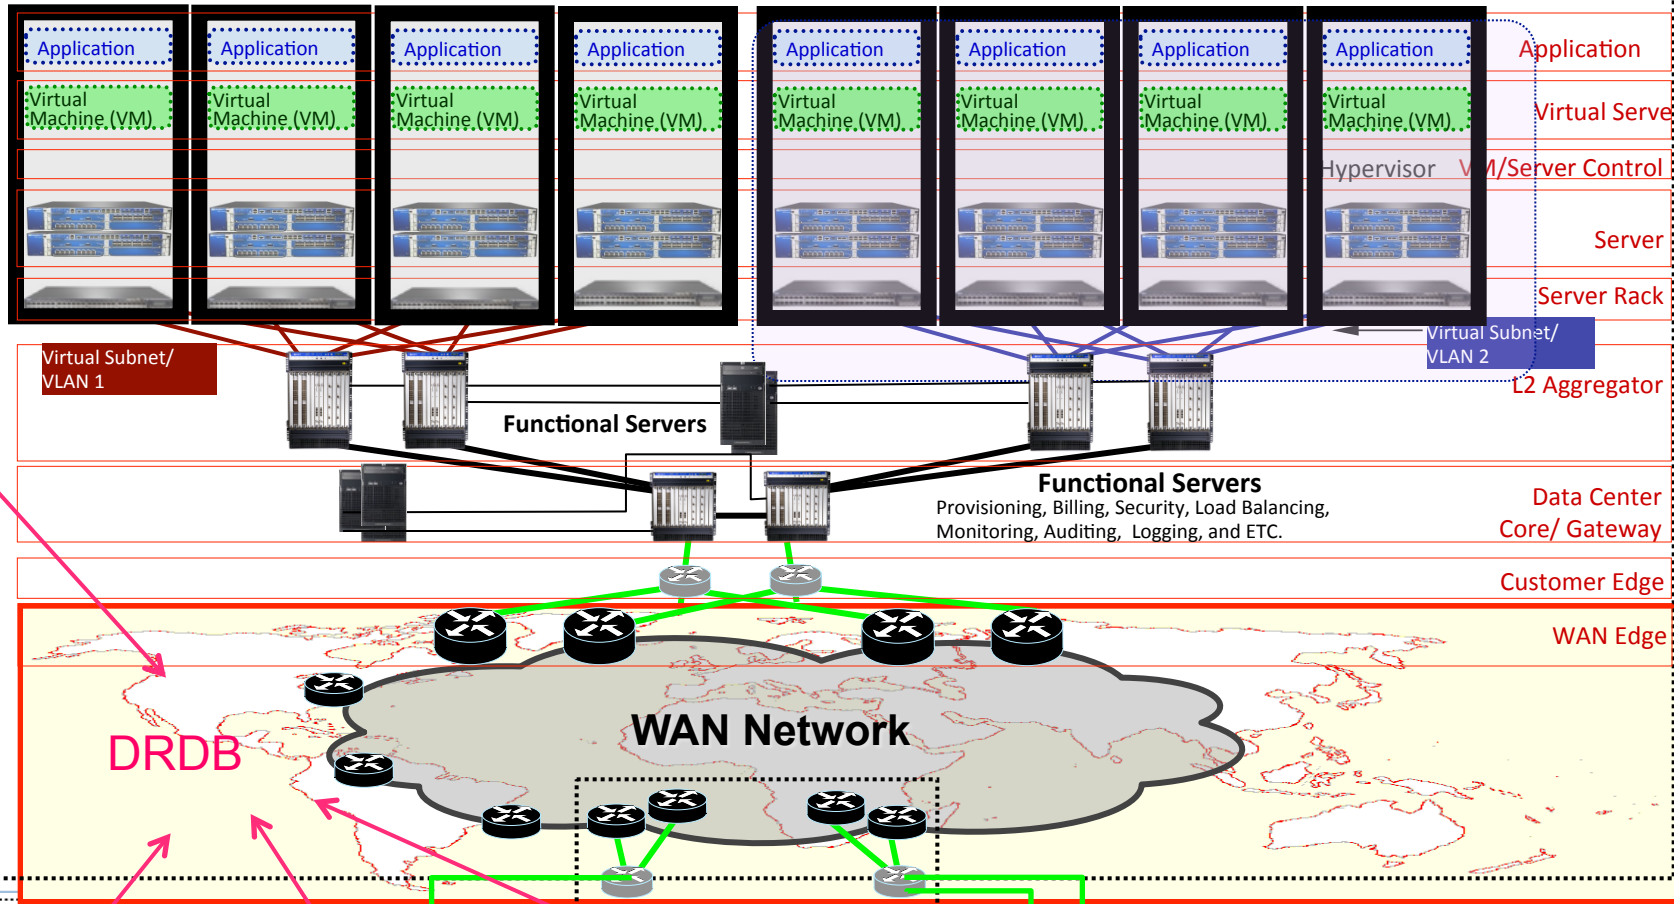 Application
Application
Application
Application
Application
Application
Application
Application
Application
Virtual
Machine (VM)
Virtual
Machine (VM)
Virtual
Machine (VM)
Virtual
Machine (VM)
Virtual
Machine (VM)
Virtual
Machine (VM)
Virtual
Machine (VM)
Virtual
Machine (VM)
Virtual Serve
Hypervisor
VM/Server Control
Server
Server Rack
Virtual Subnet/
VLAN 1
Virtual Subnet/
VLAN 2
L2 Aggregator
Functional Servers
Functional Servers
Provisioning, Billing, Security, Load Balancing,
Monitoring, Auditing, Logging, and ETC.
Data Center
Core/ Gateway
Customer Edge
WAN Edge
WAN Network
DRDB